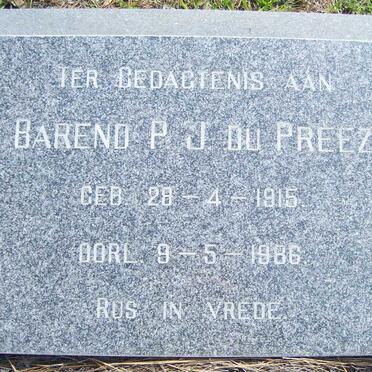 TER GEDAGTENIS AAN
BAREND P. J. DU PREEZ
GEB. 28-4-1915.
OORL. 9-5-1986
RUS IN VREDE.